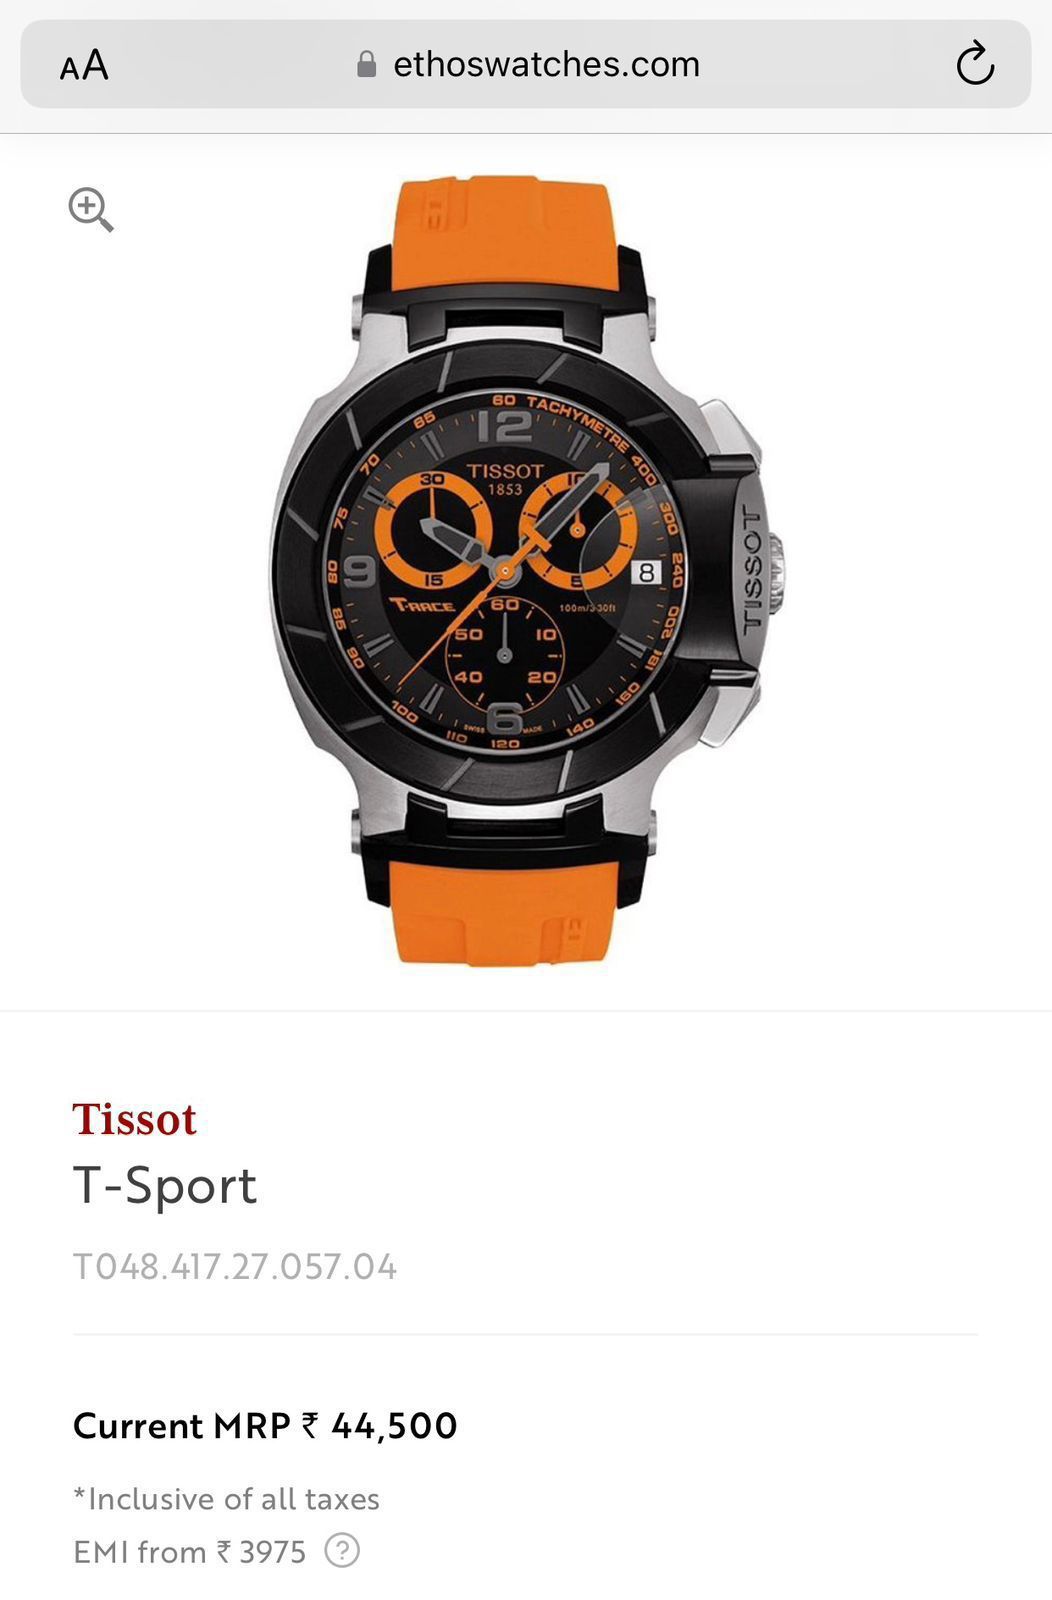 AA
ethoswatches.com
60 TACHYMETRE 400 300 240 200 181 160 140 120 110 100 90 85 80 75 70 65
12
TISSOT
1853
30
15
10
5
9
8
T-RACE
100m/330ft
60
50
10
40
20
6
SWISS MADE
TISSOT
Tissot
T-Sport
T048.417.27.057.04
Current MRP ₹ 44,500
*Inclusive of all taxes
EMI from ₹ 3975 ?